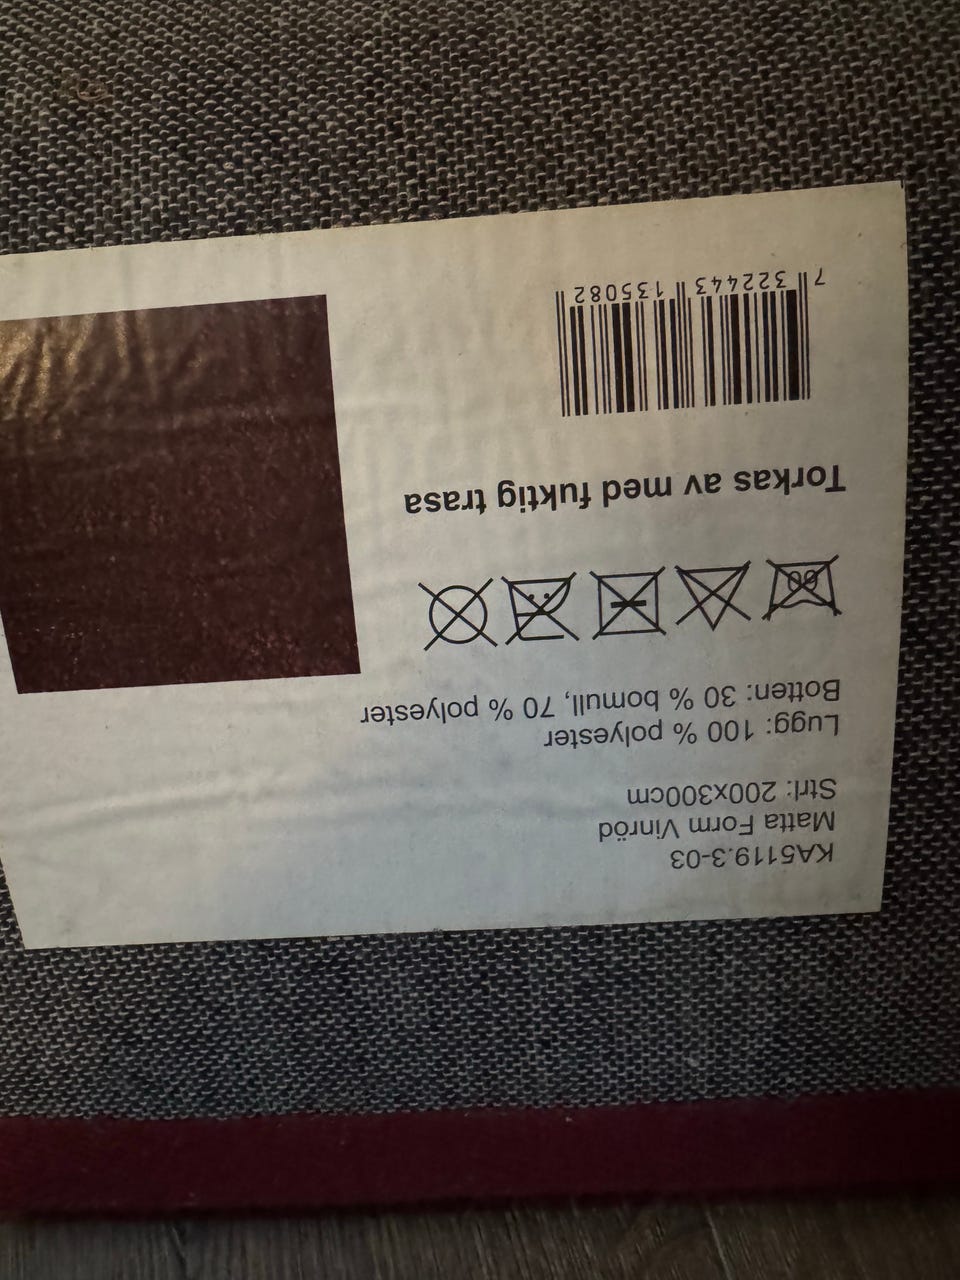 KA5119.3-03
Matta Form Vinröd
Strl: 200x300cm
Lugg: 100 % polyester
Botten: 30 % bomull, 70 % polyester
60
Torkas av med fuktig trasa
7 322443 135082